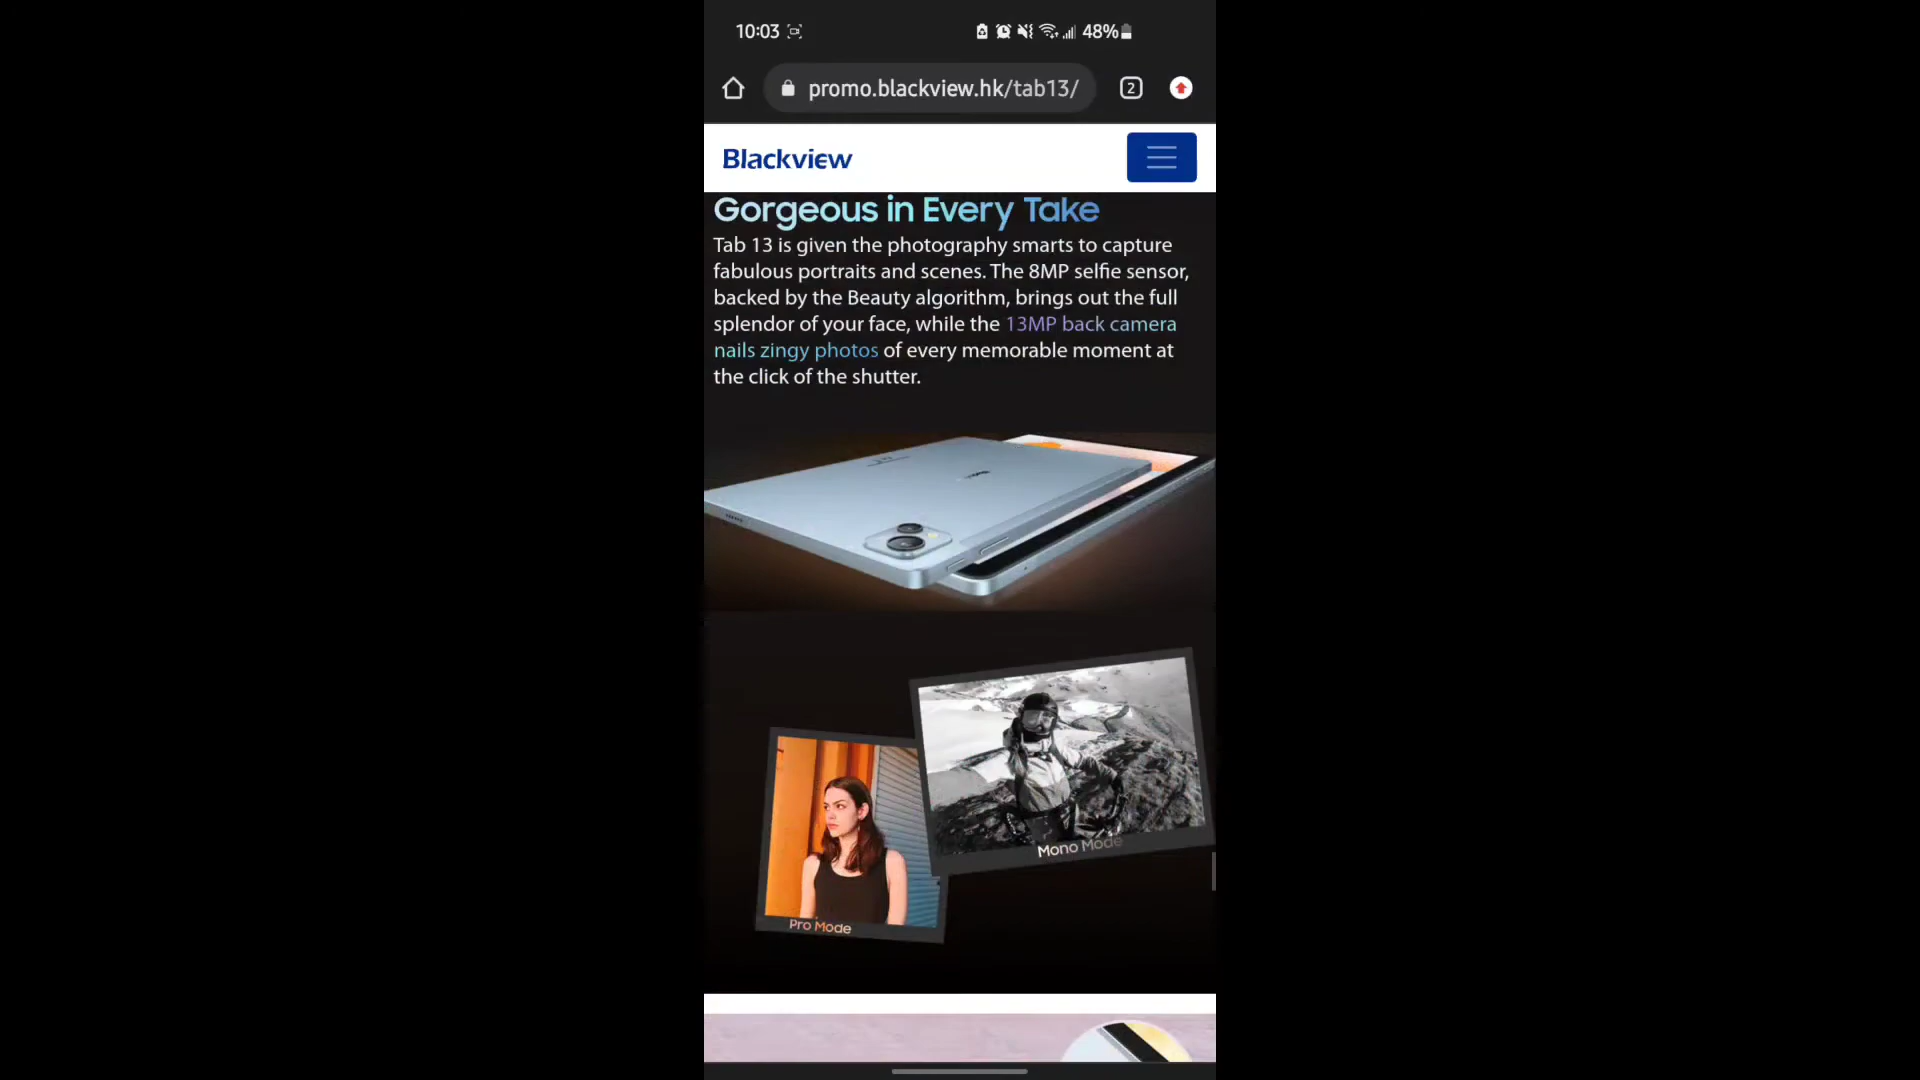 10:03
48%
promo.blackview.hk/tab13/
2
Blackview
Gorgeous in Every Take
Tab 13 is given the photography smarts to capture
fabulous portraits and scenes. The 8MP selfie sensor,
backed by the Beauty algorithm, brings out the full
splendor of your face, while the 13MP back camera
nails zingy photos of every memorable moment at
the click of the shutter.
Mono Mode
Pro Mode